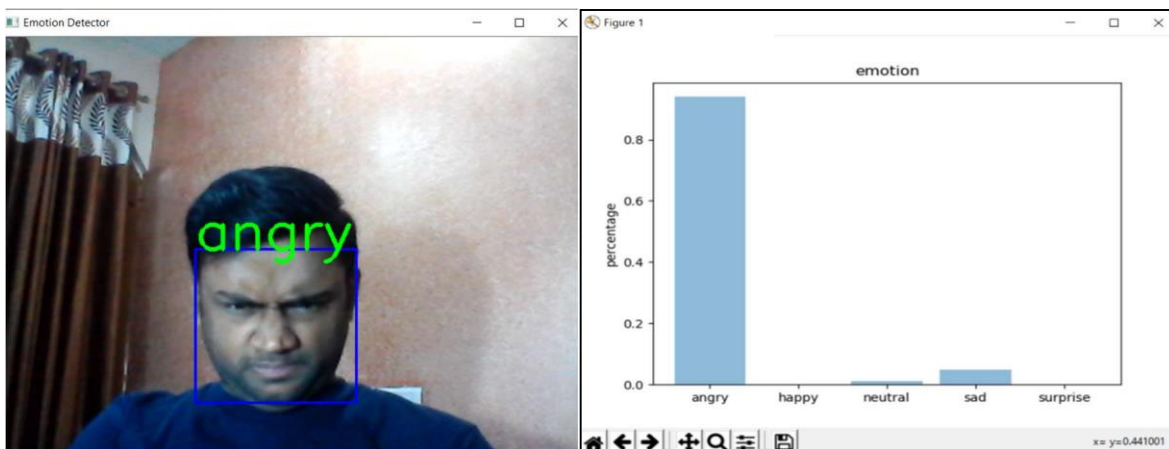 Emotion Detector
angry
Figure 1
emotion
percentage
0.8
0.6
0.4
0.2
0.0
angry happy neutral sad surprise
x= y=0.441001